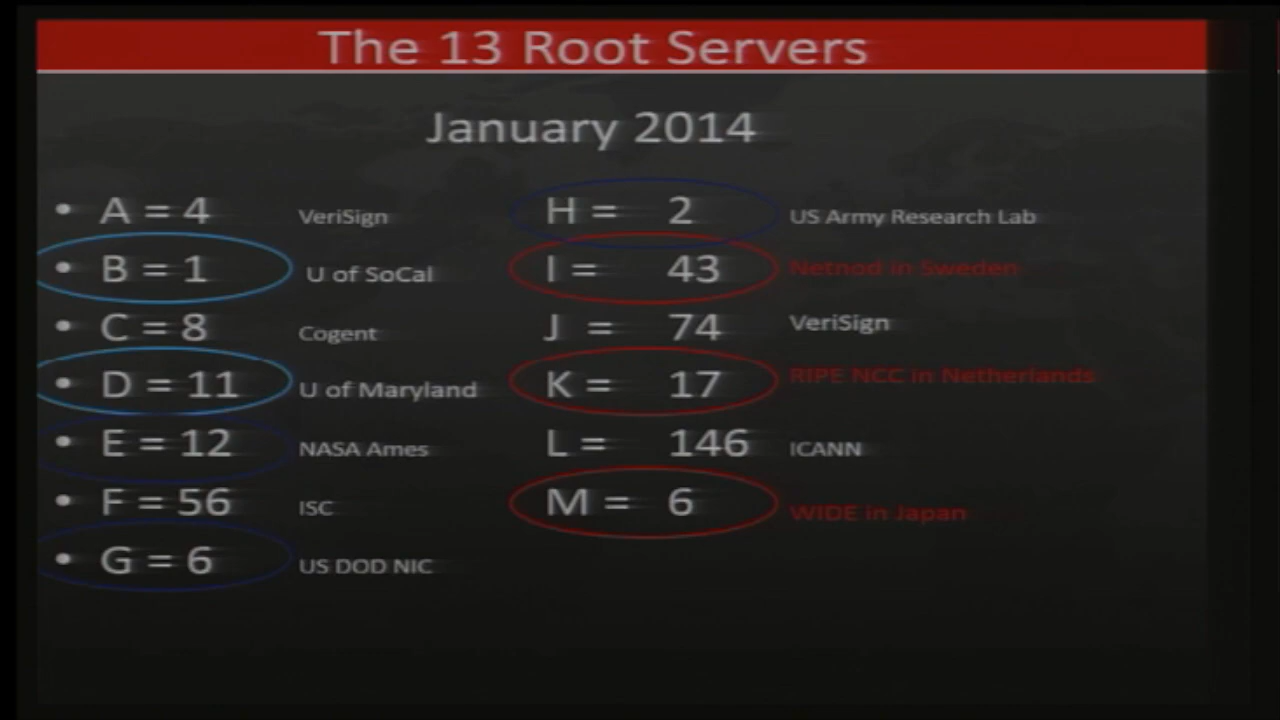 The 13 Root Servers
January 2014
• A = 4 VeriSign
• B = 1 U of SoCal
• C = 8 Cogent
• D = 11 U of Maryland
• E = 12 NASA Ames
• F = 56 ISC
• G = 6 US DOD NIC
H = 2 US Army Research Lab
I = 43 Netnod in Sweden
J = 74 VeriSign
K = 17 RIPE NCC in Netherlands
L = 146 ICANN
M = 6 WIDE in Japan